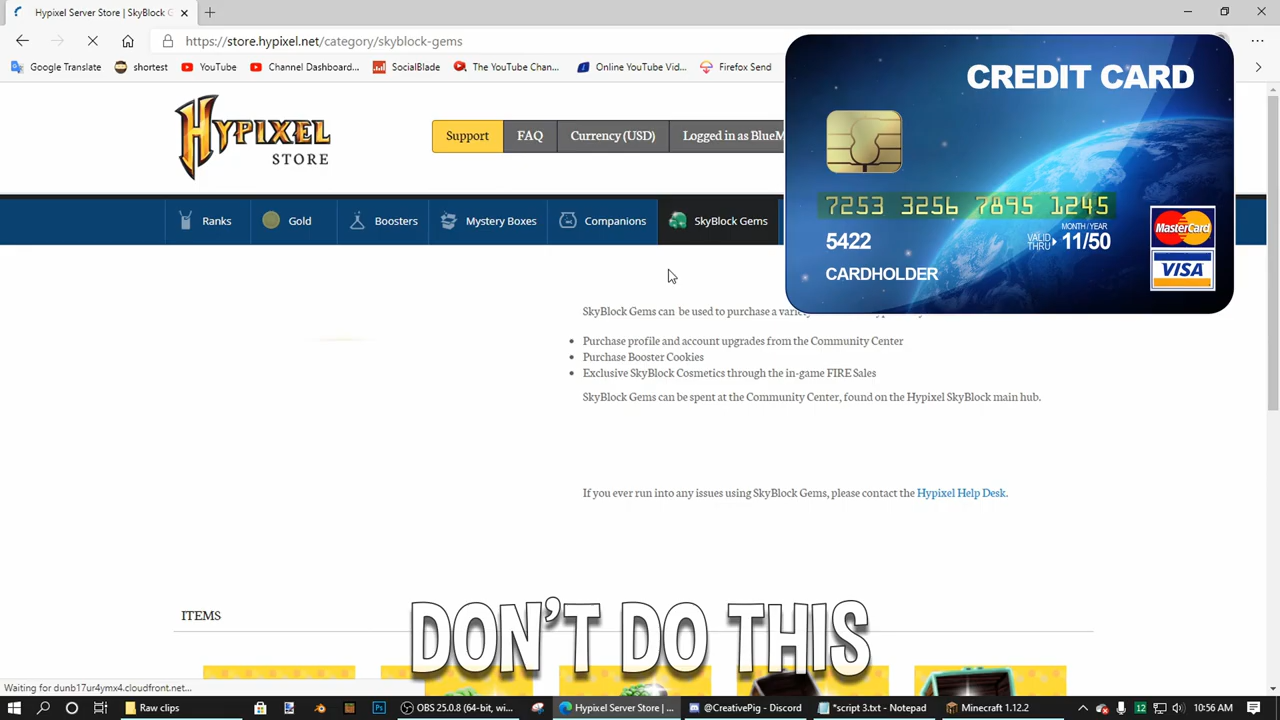 Hypixel Server Store | SkyBlock G
https://store.hypixel.net/category/skyblock-gems
Google Translate
shortest
YouTube
Channel Dashboard...
SocialBlade
The YouTube Chan...
Online YouTube Vid...
Firefox Send
HYPIXEL
STORE
Support
FAQ
Currency (USD)
Logged in as BlueM
CREDIT CARD
7253 3256 7895 1245
5422
VALID THRU
MONTH / YEAR
11/50
CARDHOLDER
MasterCard
VISA
Ranks
Gold
Boosters
Mystery Boxes
Companions
SkyBlock Gems
SkyBlock Gems can be used to purchase a variety
Purchase profile and account upgrades from the Community Center
Purchase Booster Cookies
Exclusive SkyBlock Cosmetics through the in-game FIRE Sales
SkyBlock Gems can be spent at the Community Center, found on the Hypixel SkyBlock main hub.
If you ever run into any issues using SkyBlock Gems, please contact the Hypixel Help Desk.
ITEMS
DON'T DO THIS
Waiting for dunb17ur4ymx4.cloudfront.net...
Raw clips
Ps
OBS 25.0.8 (64-bit, wi...
Hypixel Server Store | ...
@CreativePig - Discord
*script 3.txt - Notepad
Minecraft 1.12.2
12
10:56 AM